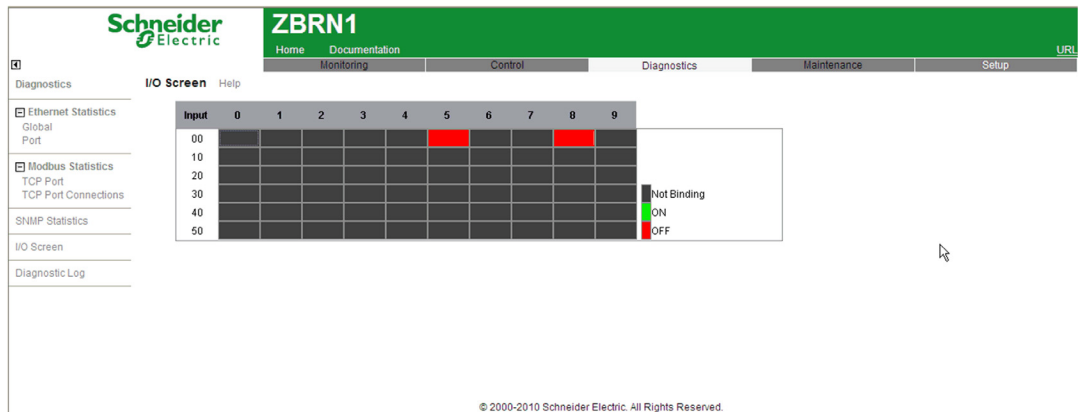 Schneider
Electric
ZBRN1
Home Documentation
URL
Monitoring Control Diagnostics Maintenance Setup
Diagnostics
I/O Screen Help
Ethernet Statistics
Global
Port
Modbus Statistics
TCP Port
TCP Port Connections
SNMP Statistics
I/O Screen
Diagnostic Log
Input 0 1 2 3 4 5 6 7 8 9
00
10
20
30
40
50
Not Binding
ON
OFF
© 2000-2010 Schneider Electric. All Rights Reserved.